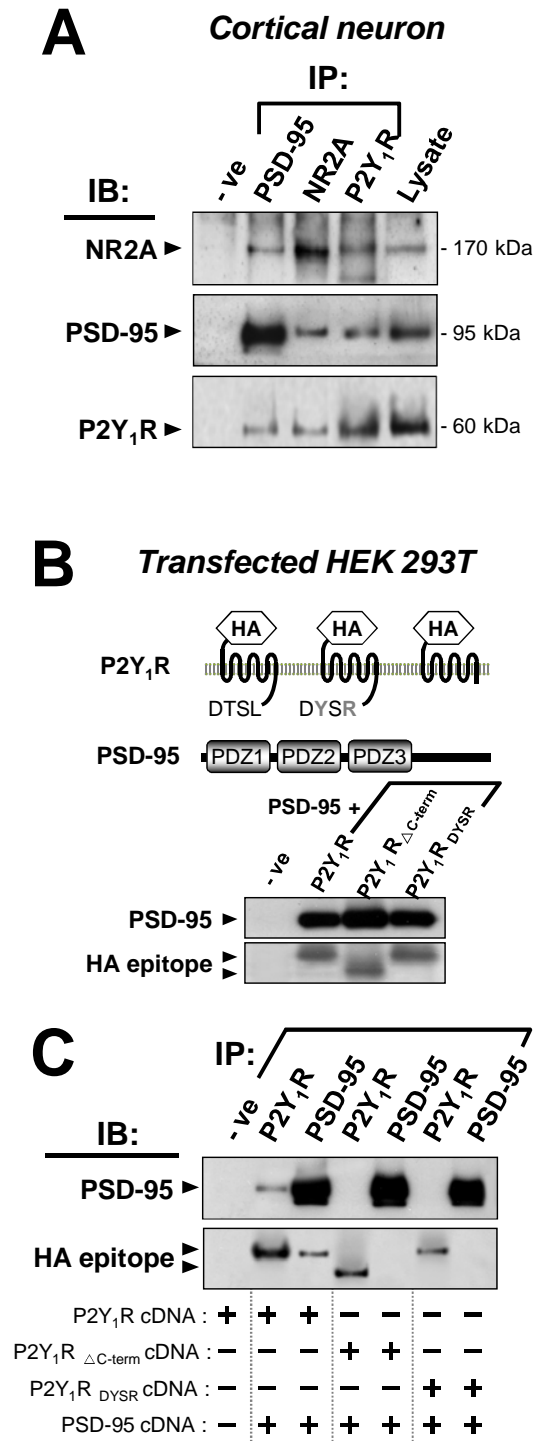 A Cortical neuron
IP:
- ve PSD-95 NR2A P2Y₁R Lysate
IB:
NR2A - 170 kDa
PSD-95 - 95 kDa
P2Y₁R - 60 kDa
B Transfected HEK 293T
HA HA HA
P2Y₁R
DTSL DYSR
PSD-95 PDZ1 PDZ2 PDZ3
PSD-95 +
- ve P2Y₁R P2Y₁R △C-term P2Y₁R DYSR
PSD-95
HA epitope
C IP:
- ve P2Y₁R PSD-95 P2Y₁R PSD-95 P2Y₁R PSD-95
IB:
PSD-95
HA epitope
P2Y₁R cDNA : + + + − − − −
P2Y₁R △C-term cDNA : − − − + + − −
P2Y₁R DYSR cDNA : − − − − − + +
PSD-95 cDNA : − + + + + + +